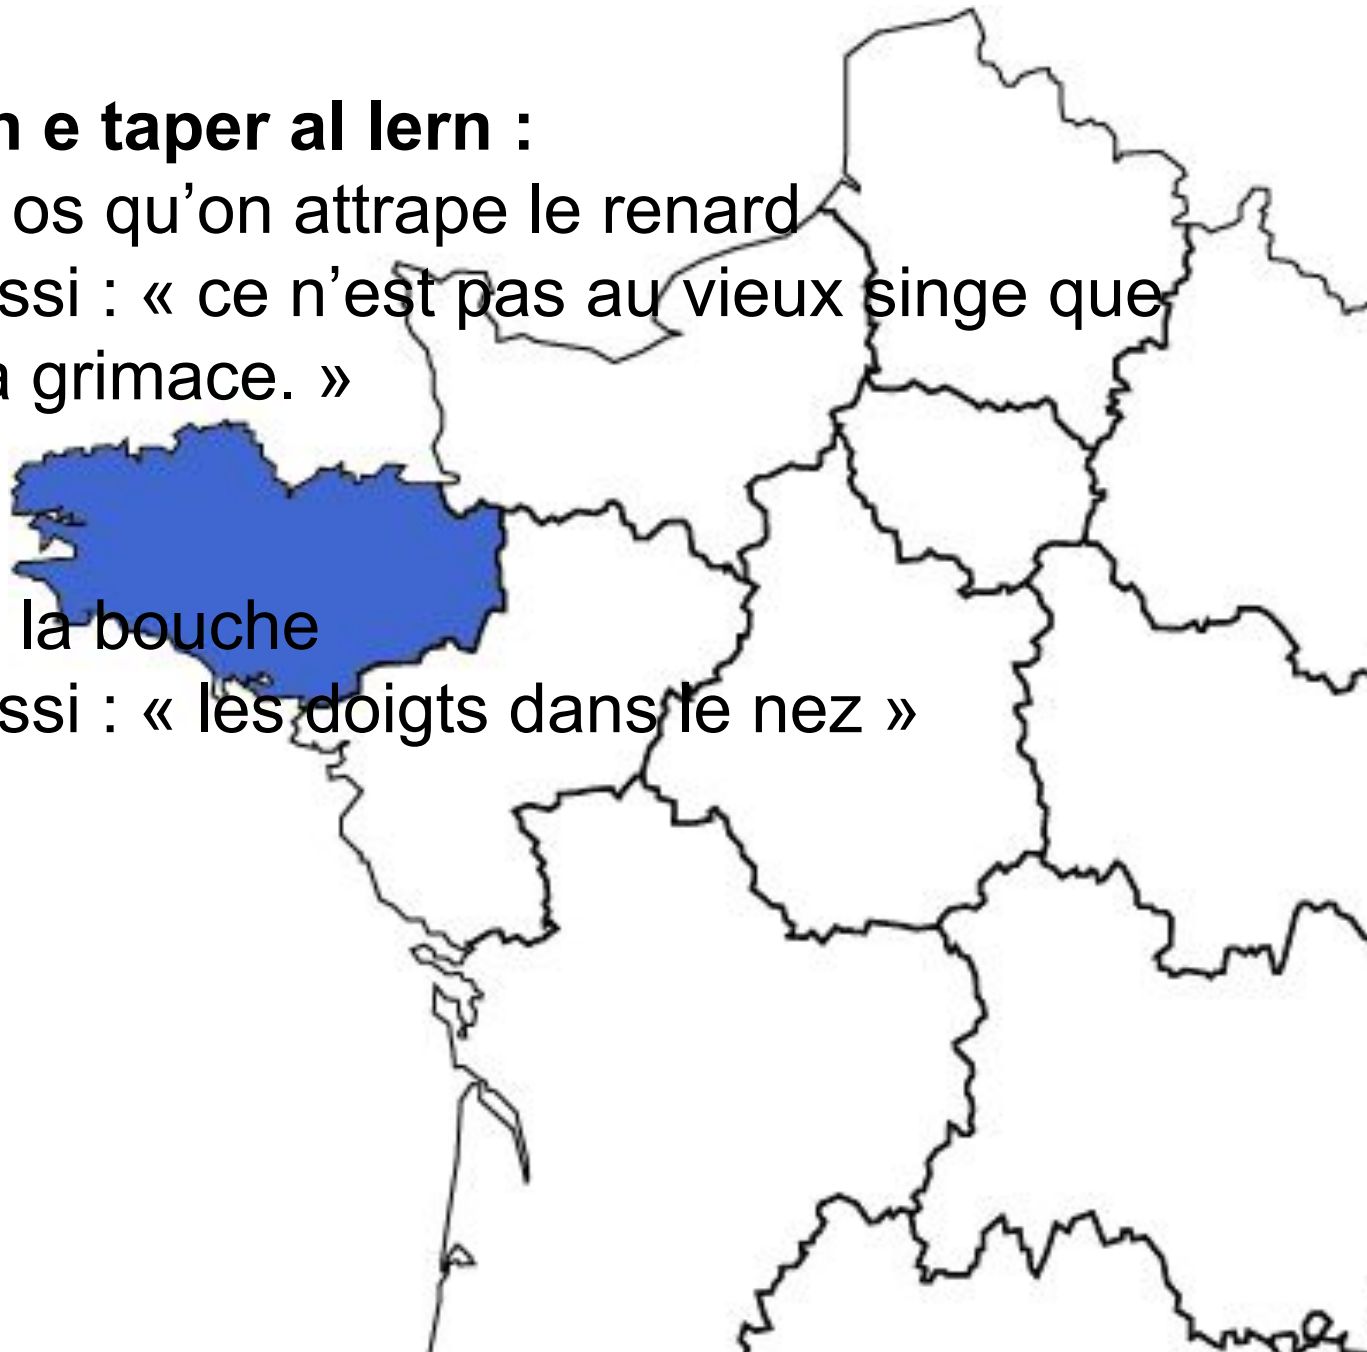 n e taper al lern :
os qu’on attrape le renard
ssi : « ce n’est pas au vieux singe que
a grimace. »
la bouche
ssi : « les doigts dans le nez »